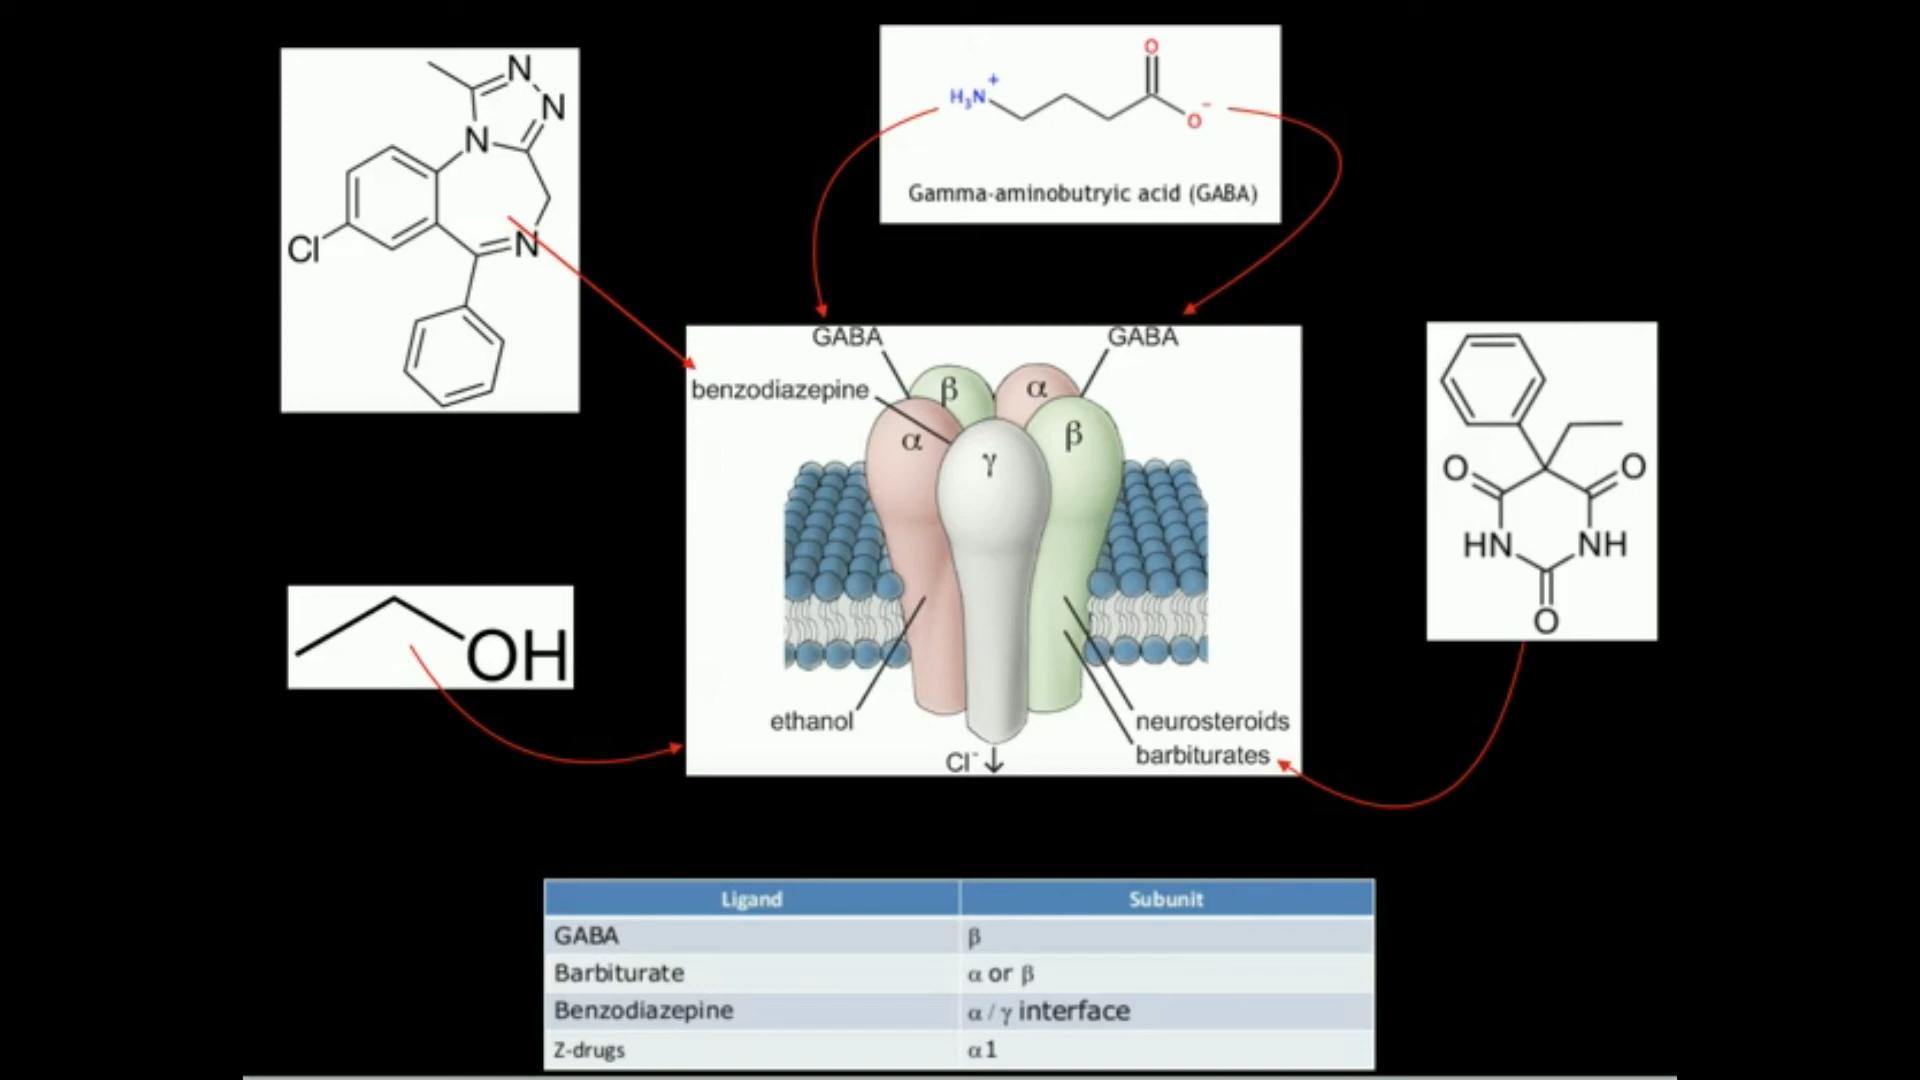 N
N
N
Cl
N
O
H₃N⁺
O⁻
Gamma-aminobutryic acid (GABA)
GABA
GABA
benzodiazepine
β
α
α
β
γ
ethanol
neurosteroids
barbiturates
Cl⁻
OH
O
O
HN
NH
O
Ligand Subunit
GABA β
Barbiturate α or β
Benzodiazepine α / γ interface
Z-drugs α1